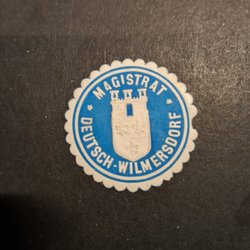 MAGISTRAT
* DEUTSCH-WILMERSDORF *